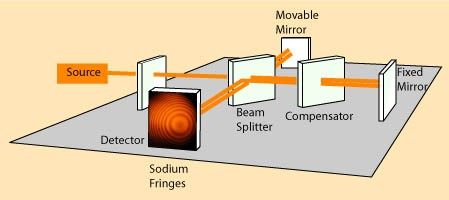 Movable
Mirror
Source
Fixed
Mirror
Beam
Splitter
Compensator
Detector
Sodium
Fringes